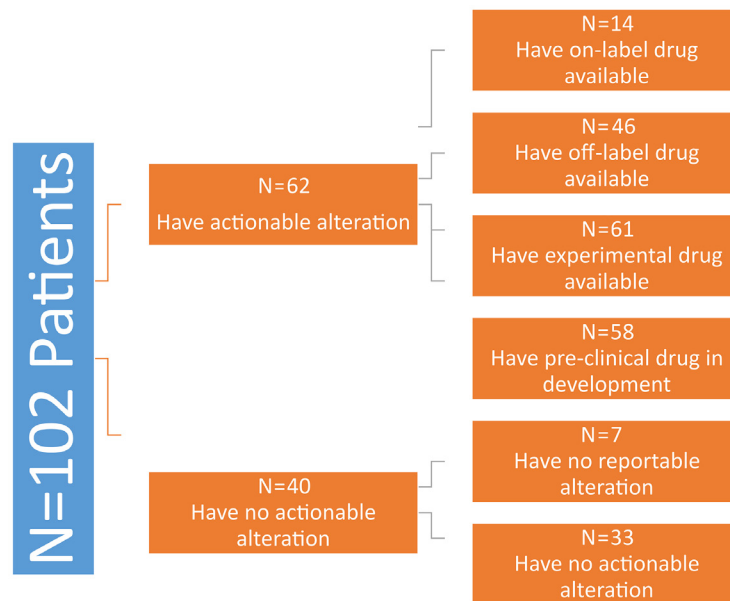 N=102 Patients
N=62
Have actionable alteration
N=40
Have no actionable
alteration
N=14
Have on-label drug
available
N=46
Have off-label drug
available
N=61
Have experimental drug
available
N=58
Have pre-clinical drug in
development
N=7
Have no reportable
alteration
N=33
Have no actionable
alteration